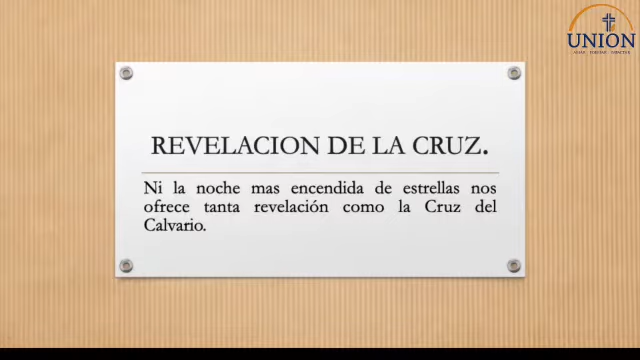 UNION
REVELACION DE LA CRUZ.
Ni la noche mas encendida de estrellas nos
ofrece tanta revelación como la Cruz del
Calvario.